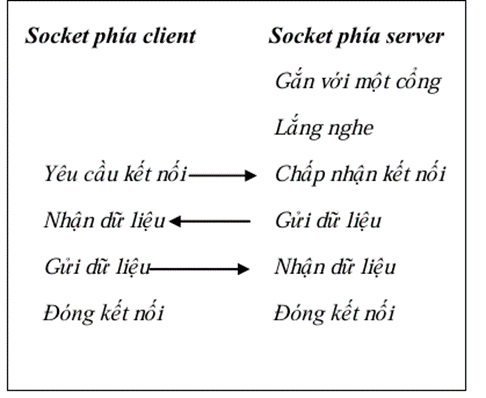 Socket phía client Socket phía server
Gắn với một cổng
Lắng nghe
Yêu cầu kết nối Chấp nhận kết nối
Nhận dữ liệu Gửi dữ liệu
Gửi dữ liệu Nhận dữ liệu
Đóng kết nối Đóng kết nối